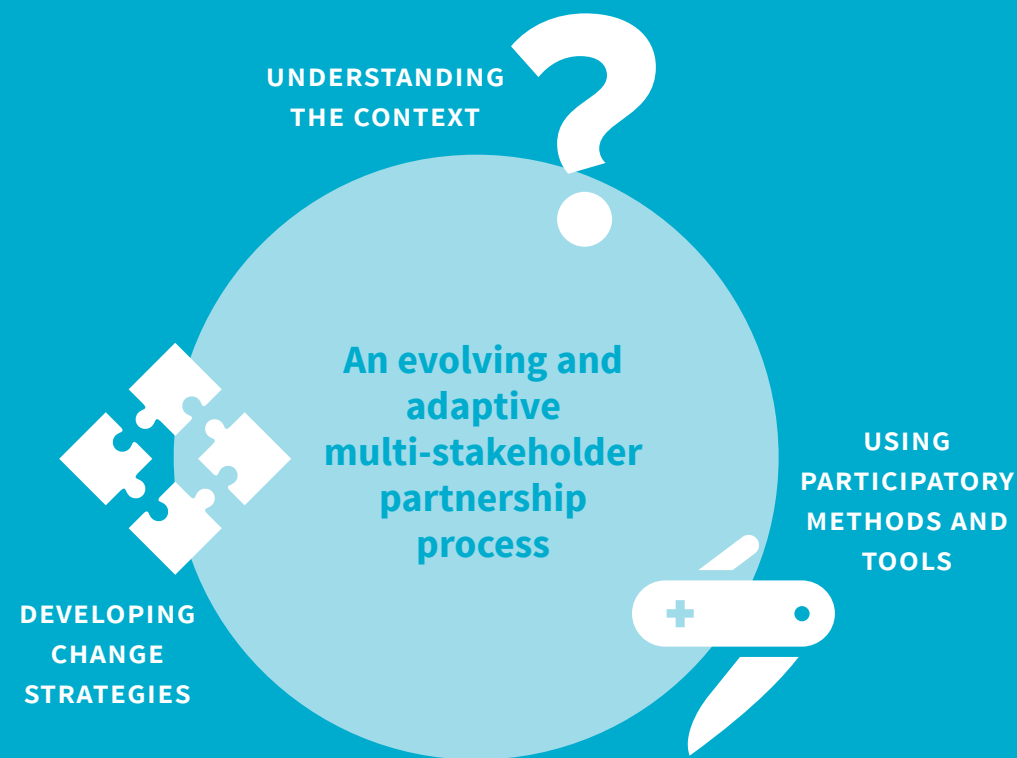 UNDERSTANDING
THE CONTEXT
An evolving and
adaptive
multi-stakeholder
partnership
process
USING
PARTICIPATORY
METHODS AND
TOOLS
DEVELOPING
CHANGE
STRATEGIES